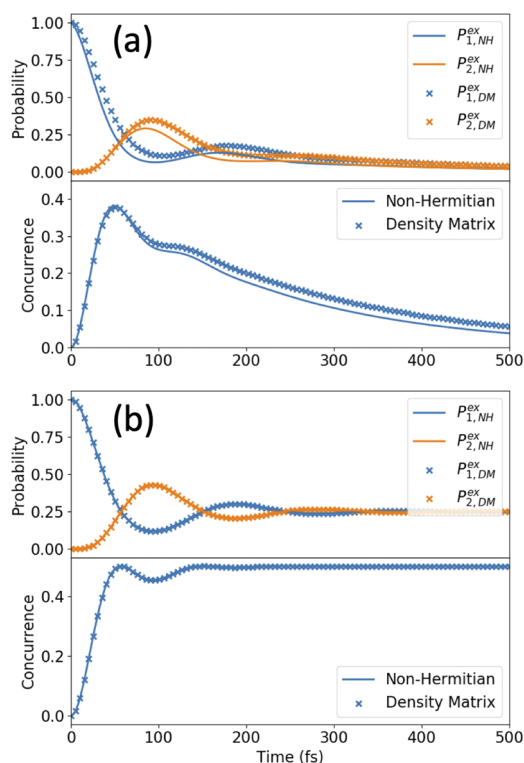 (a)
Probability
1.00
0.75
0.50
0.25
0.00
P^{ex}_{1,NH}
P^{ex}_{2,NH}
P^{ex}_{1,DM}
P^{ex}_{2,DM}
Concurrence
0.4
0.3
0.2
0.1
0.0
Non-Hermitian
Density Matrix
0 100 200 300 400 500
(b)
Probability
1.00
0.75
0.50
0.25
0.00
P^{ex}_{1,NH}
P^{ex}_{2,NH}
P^{ex}_{1,DM}
P^{ex}_{2,DM}
Concurrence
0.4
0.2
0.0
Non-Hermitian
Density Matrix
0 100 200 300 400 500
Time (fs)